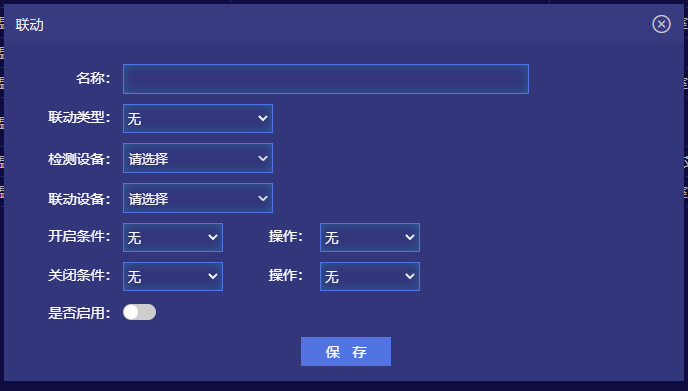 联动
名称：
联动类型： 无
检测设备： 请选择
联动设备： 请选择
开启条件： 无 操作： 无
关闭条件： 无 操作： 无
是否启用：
保 存